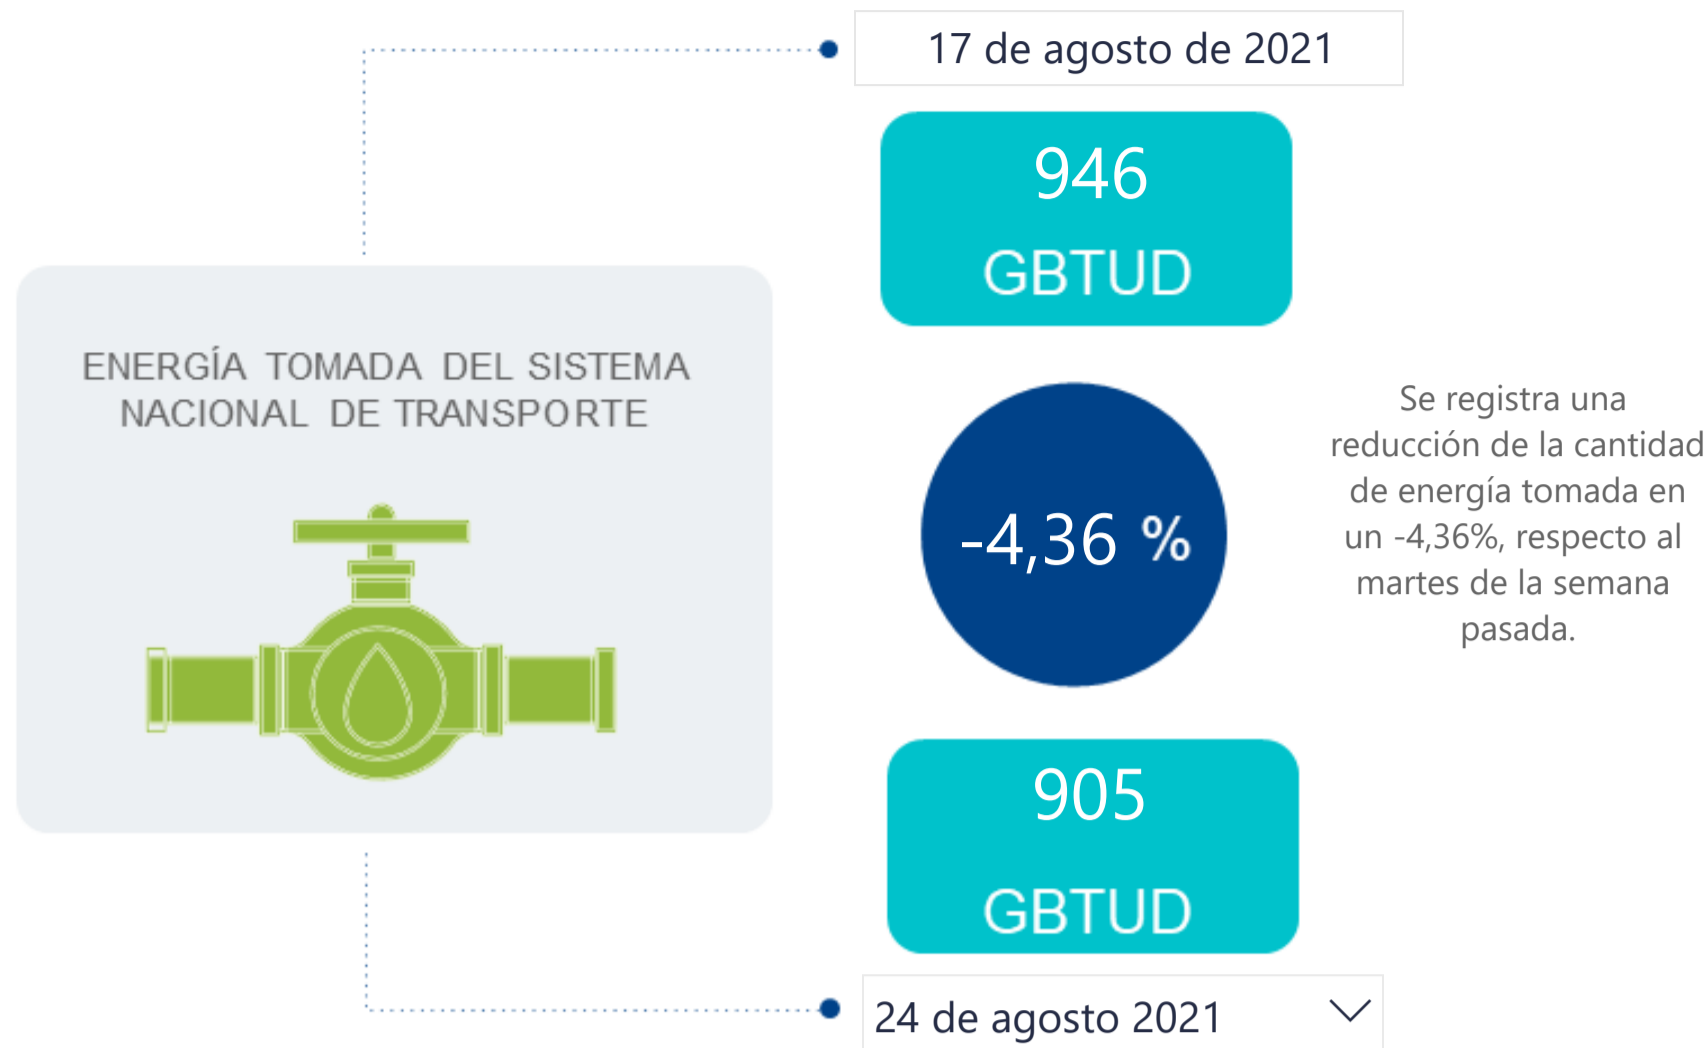 17 de agosto de 2021
946
GBTUD
ENERGÍA TOMADA DEL SISTEMA
NACIONAL DE TRANSPORTE
-4,36 %
Se registra una
reducción de la cantidad
de energía tomada en
un -4,36%, respecto al
martes de la semana
pasada.
905
GBTUD
24 de agosto 2021